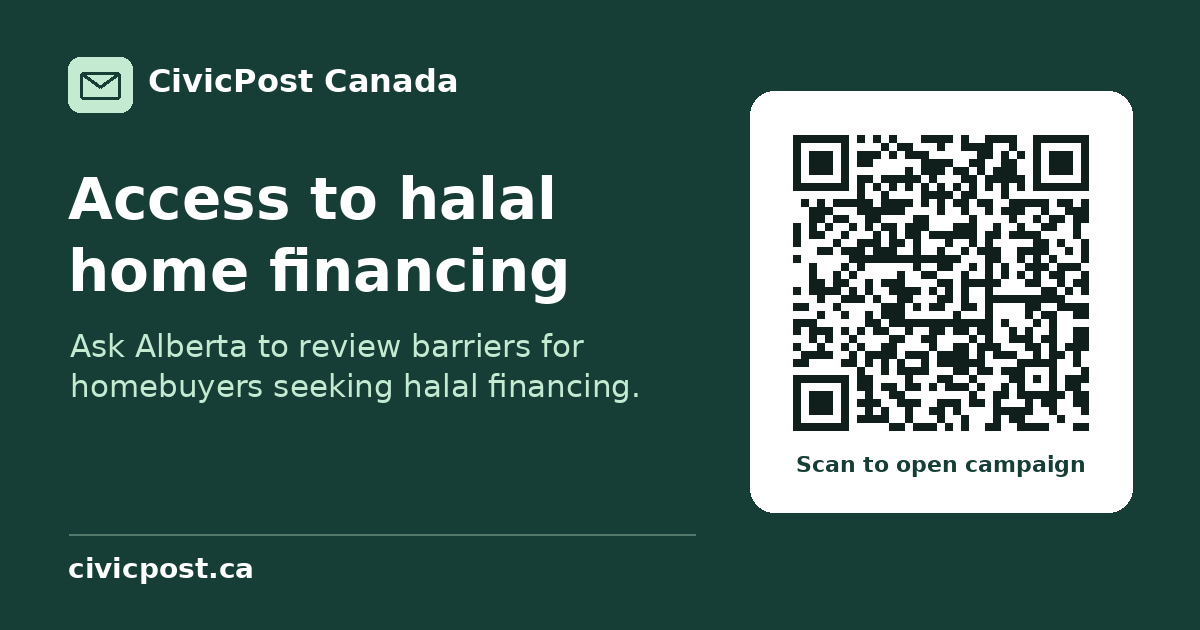 CivicPost Canada
Access to halal
home financing
Ask Alberta to review barriers for
homebuyers seeking halal financing.
Scan to open campaign
civicpost.ca